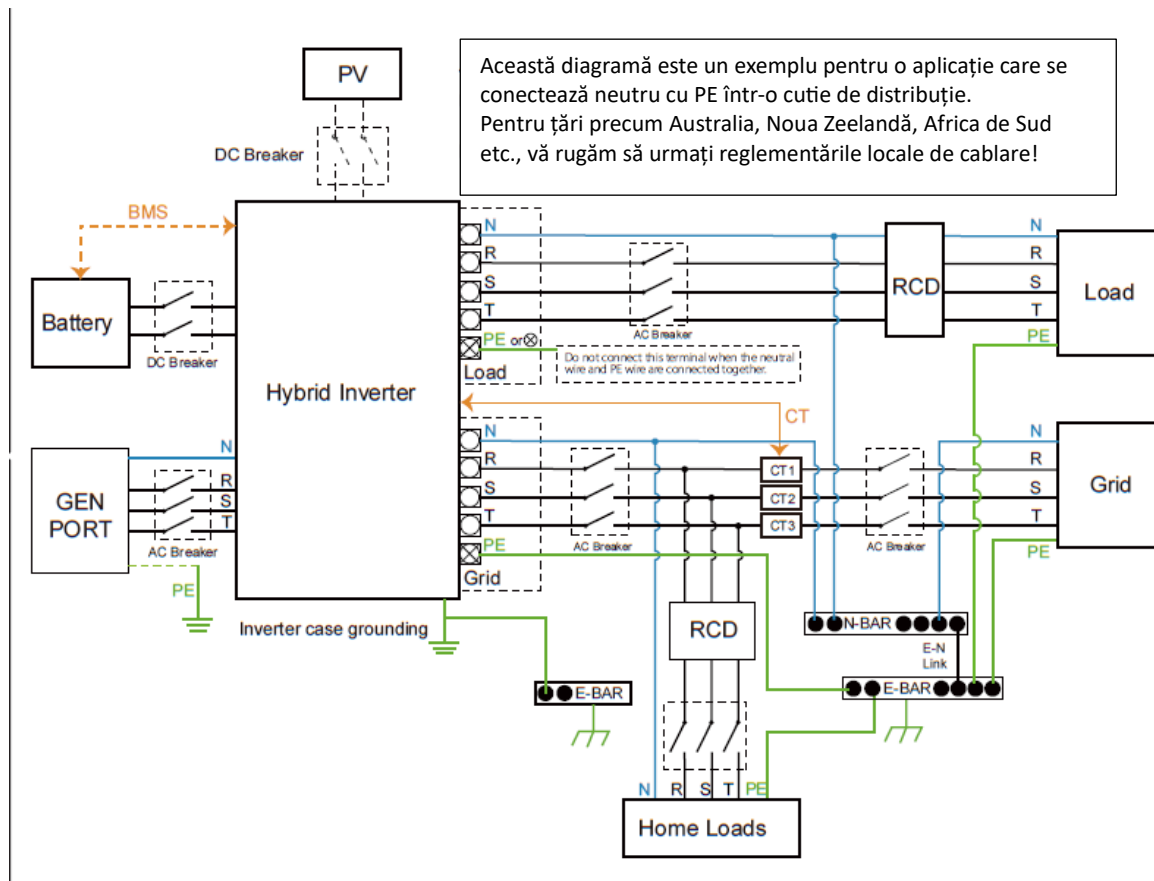 PV
Această diagramă este un exemplu pentru o aplicație care se
conectează neutru cu PE într-o cutie de distribuție.
Pentru țări precum Australia, Noua Zeelandă, Africa de Sud
etc., vă rugăm să urmați reglementările locale de cablare!
DC Breaker
BMS
Battery
DC Breaker
Hybrid Inverter
N
R
S
T
PE or
Load
Do not connect this terminal when the neutral
wire and PE wire are connected together.
AC Breaker
RCD
N
R
S
T
PE
Load
CT
GEN
PORT
N
R
S
T
AC Breaker
PE
N
R
S
T
PE
Grid
AC Breaker
CT1
CT2
CT3
AC Breaker
N
R
S
T
PE
Grid
Inverter case grounding
RCD
N-BAR
E-N
Link
E-BAR
E-BAR
N R S T PE
Home Loads